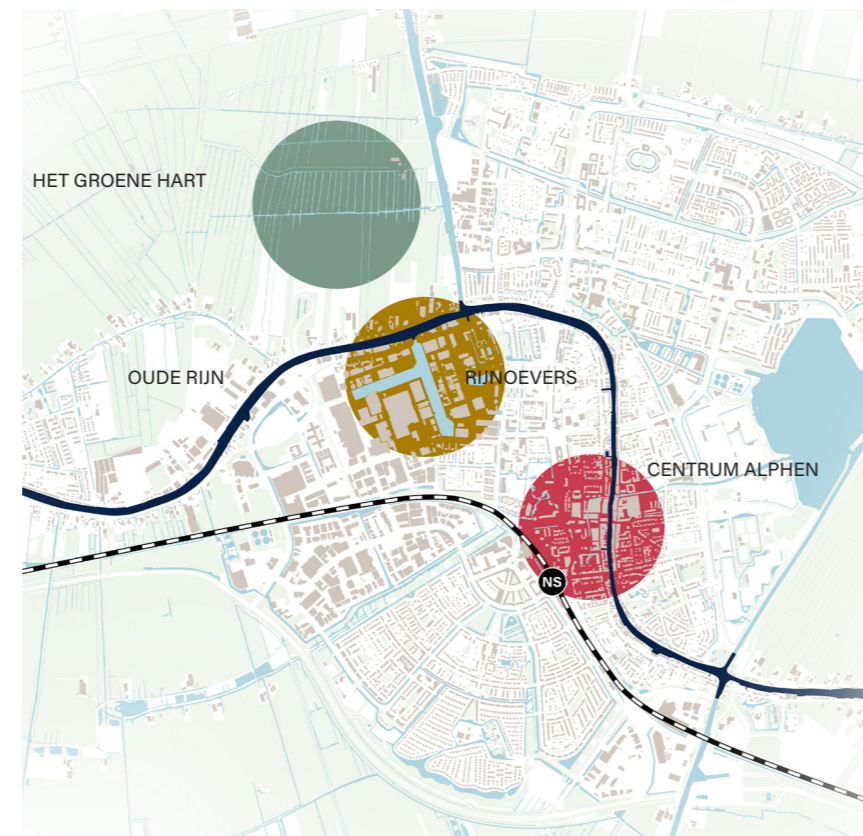 HET GROENE HART
OUDE RIJN
RIJNOEVERS
CENTRUM ALPHEN
NS